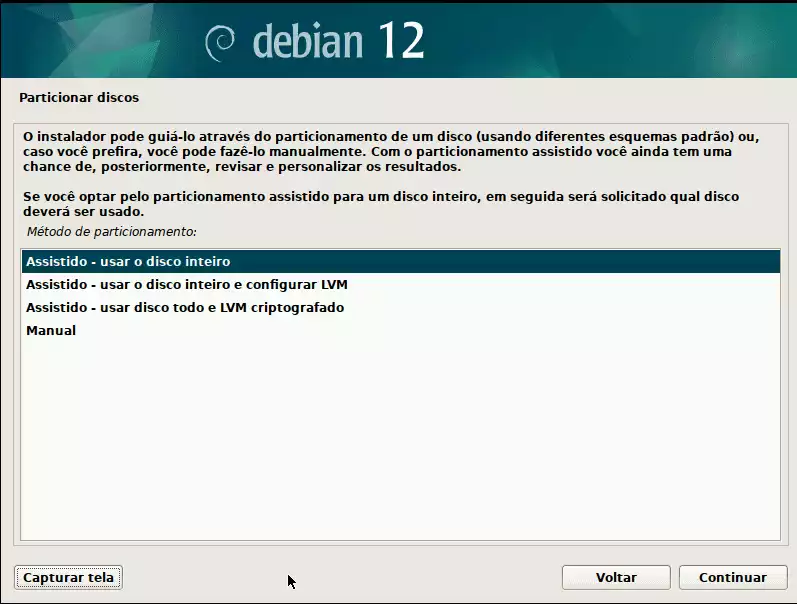 debian 12
Particionar discos
O instalador pode guiá-lo através do particionamento de um disco (usando diferentes esquemas padrão) ou,
caso você prefira, você pode fazê-lo manualmente. Com o particionamento assistido você ainda tem uma
chance de, posteriormente, revisar e personalizar os resultados.
Se você optar pelo particionamento assistido para um disco inteiro, em seguida será solicitado qual disco
deverá ser usado.
Método de particionamento:
Assistido - usar o disco inteiro
Assistido - usar o disco inteiro e configurar LVM
Assistido - usar disco todo e LVM criptografado
Manual
Capturar tela
Voltar
Continuar